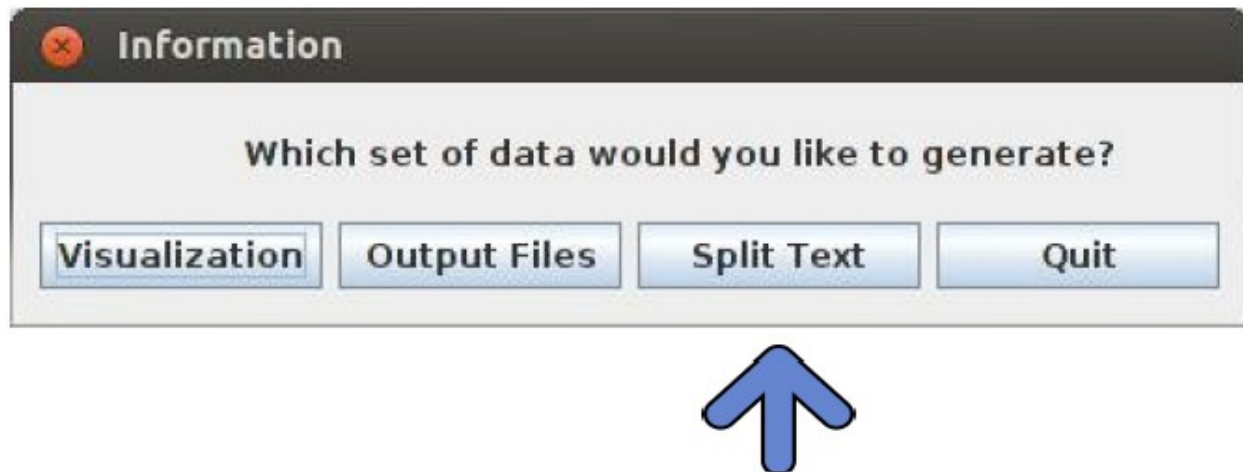 Information
Which set of data would you like to generate?
Visualization Output Files Split Text Quit